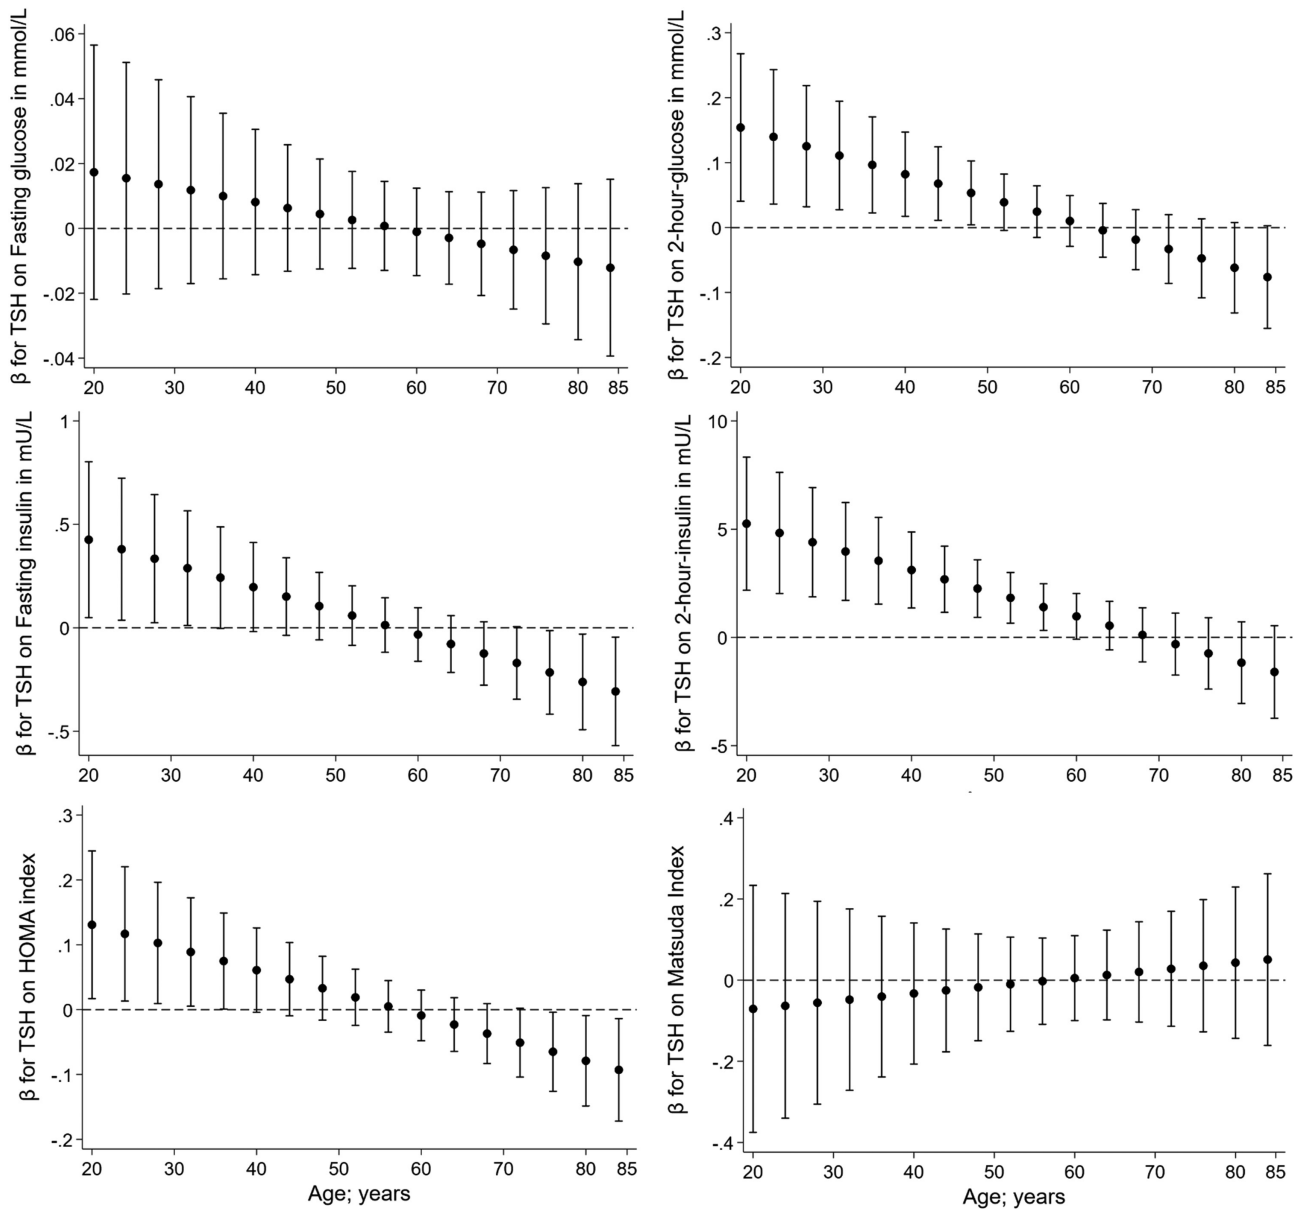 β for TSH on Fasting glucose in mmol/L
.06
.04
.02
0
-.02
-.04
20 30 40 50 60 70 80 85
β for TSH on 2-hour-glucose in mmol/L
.3
.2
.1
0
-.1
-.2
20 30 40 50 60 70 80 85
β for TSH on Fasting insulin in mU/L
1
.5
0
-.5
20 30 40 50 60 70 80 85
β for TSH on 2-hour-insulin in mU/L
10
5
0
-5
20 30 40 50 60 70 80 85
β for TSH on HOMA index
.3
.2
.1
0
-.1
-.2
20 30 40 50 60 70 80 85
Age; years
β for TSH on Matsuda Index
.4
.2
0
-.2
-.4
20 30 40 50 60 70 80 85
Age; years